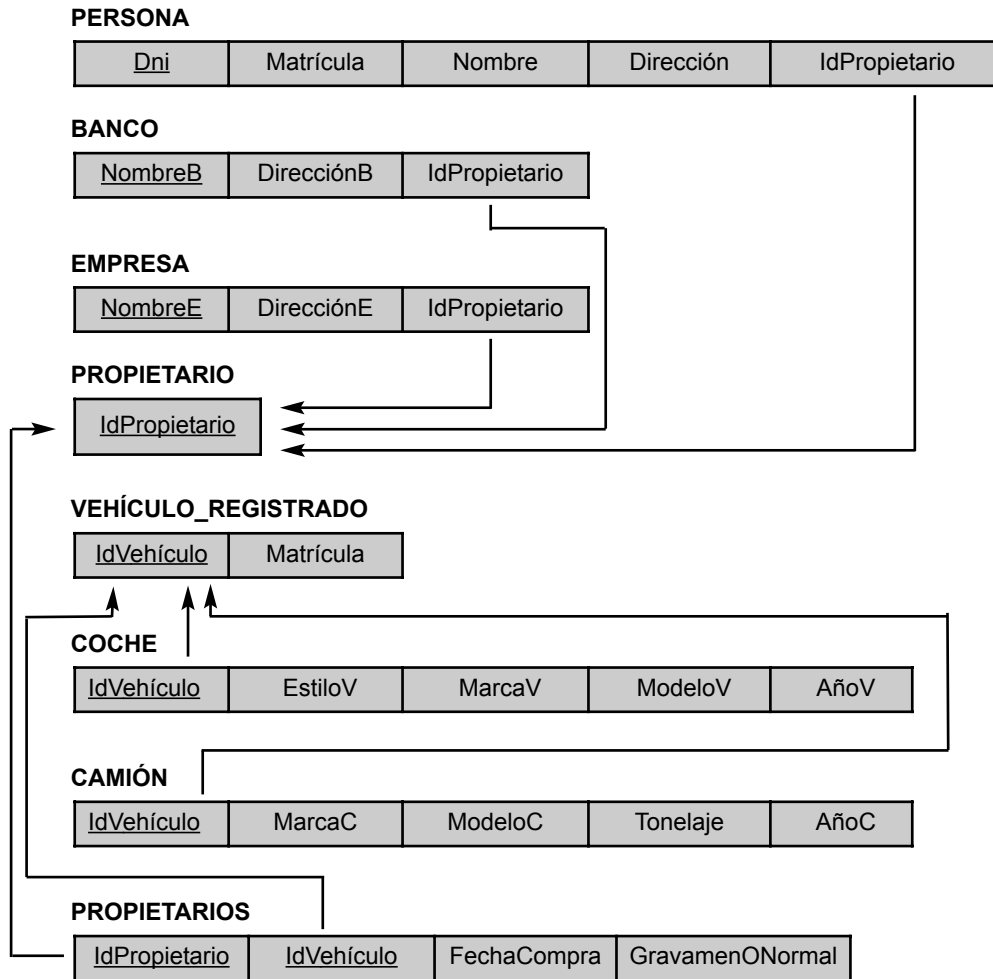 PERSONA
Dni Matrícula Nombre Dirección IdPropietario
BANCO
NombreB DirecciónB IdPropietario
EMPRESA
NombreE DirecciónE IdPropietario
PROPIETARIO
IdPropietario
VEHÍCULO_REGISTRADO
IdVehículo Matrícula
COCHE
IdVehículo EstiloV MarcaV ModeloV AñoV
CAMIÓN
IdVehículo MarcaC ModeloC Tonelaje AñoC
PROPIETARIOS
IdPropietario IdVehículo FechaCompra GravamenONormal